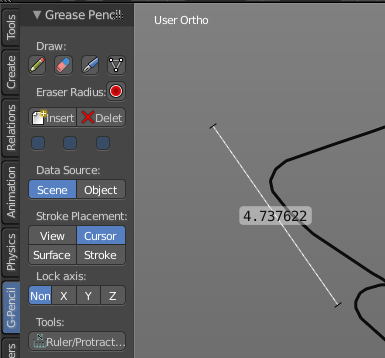 Tools
Create
Relations
Animation
Physics
G-Pencil
ers
Grease Penc
User Ortho
Draw:
Eraser Radius:
Insert Delet
Data Source:
Scene Object
Stroke Placement:
View Cursor
Surface Stroke
Lock axis:
Non X Y Z
Tools:
Ruler/Protract...
4.737622